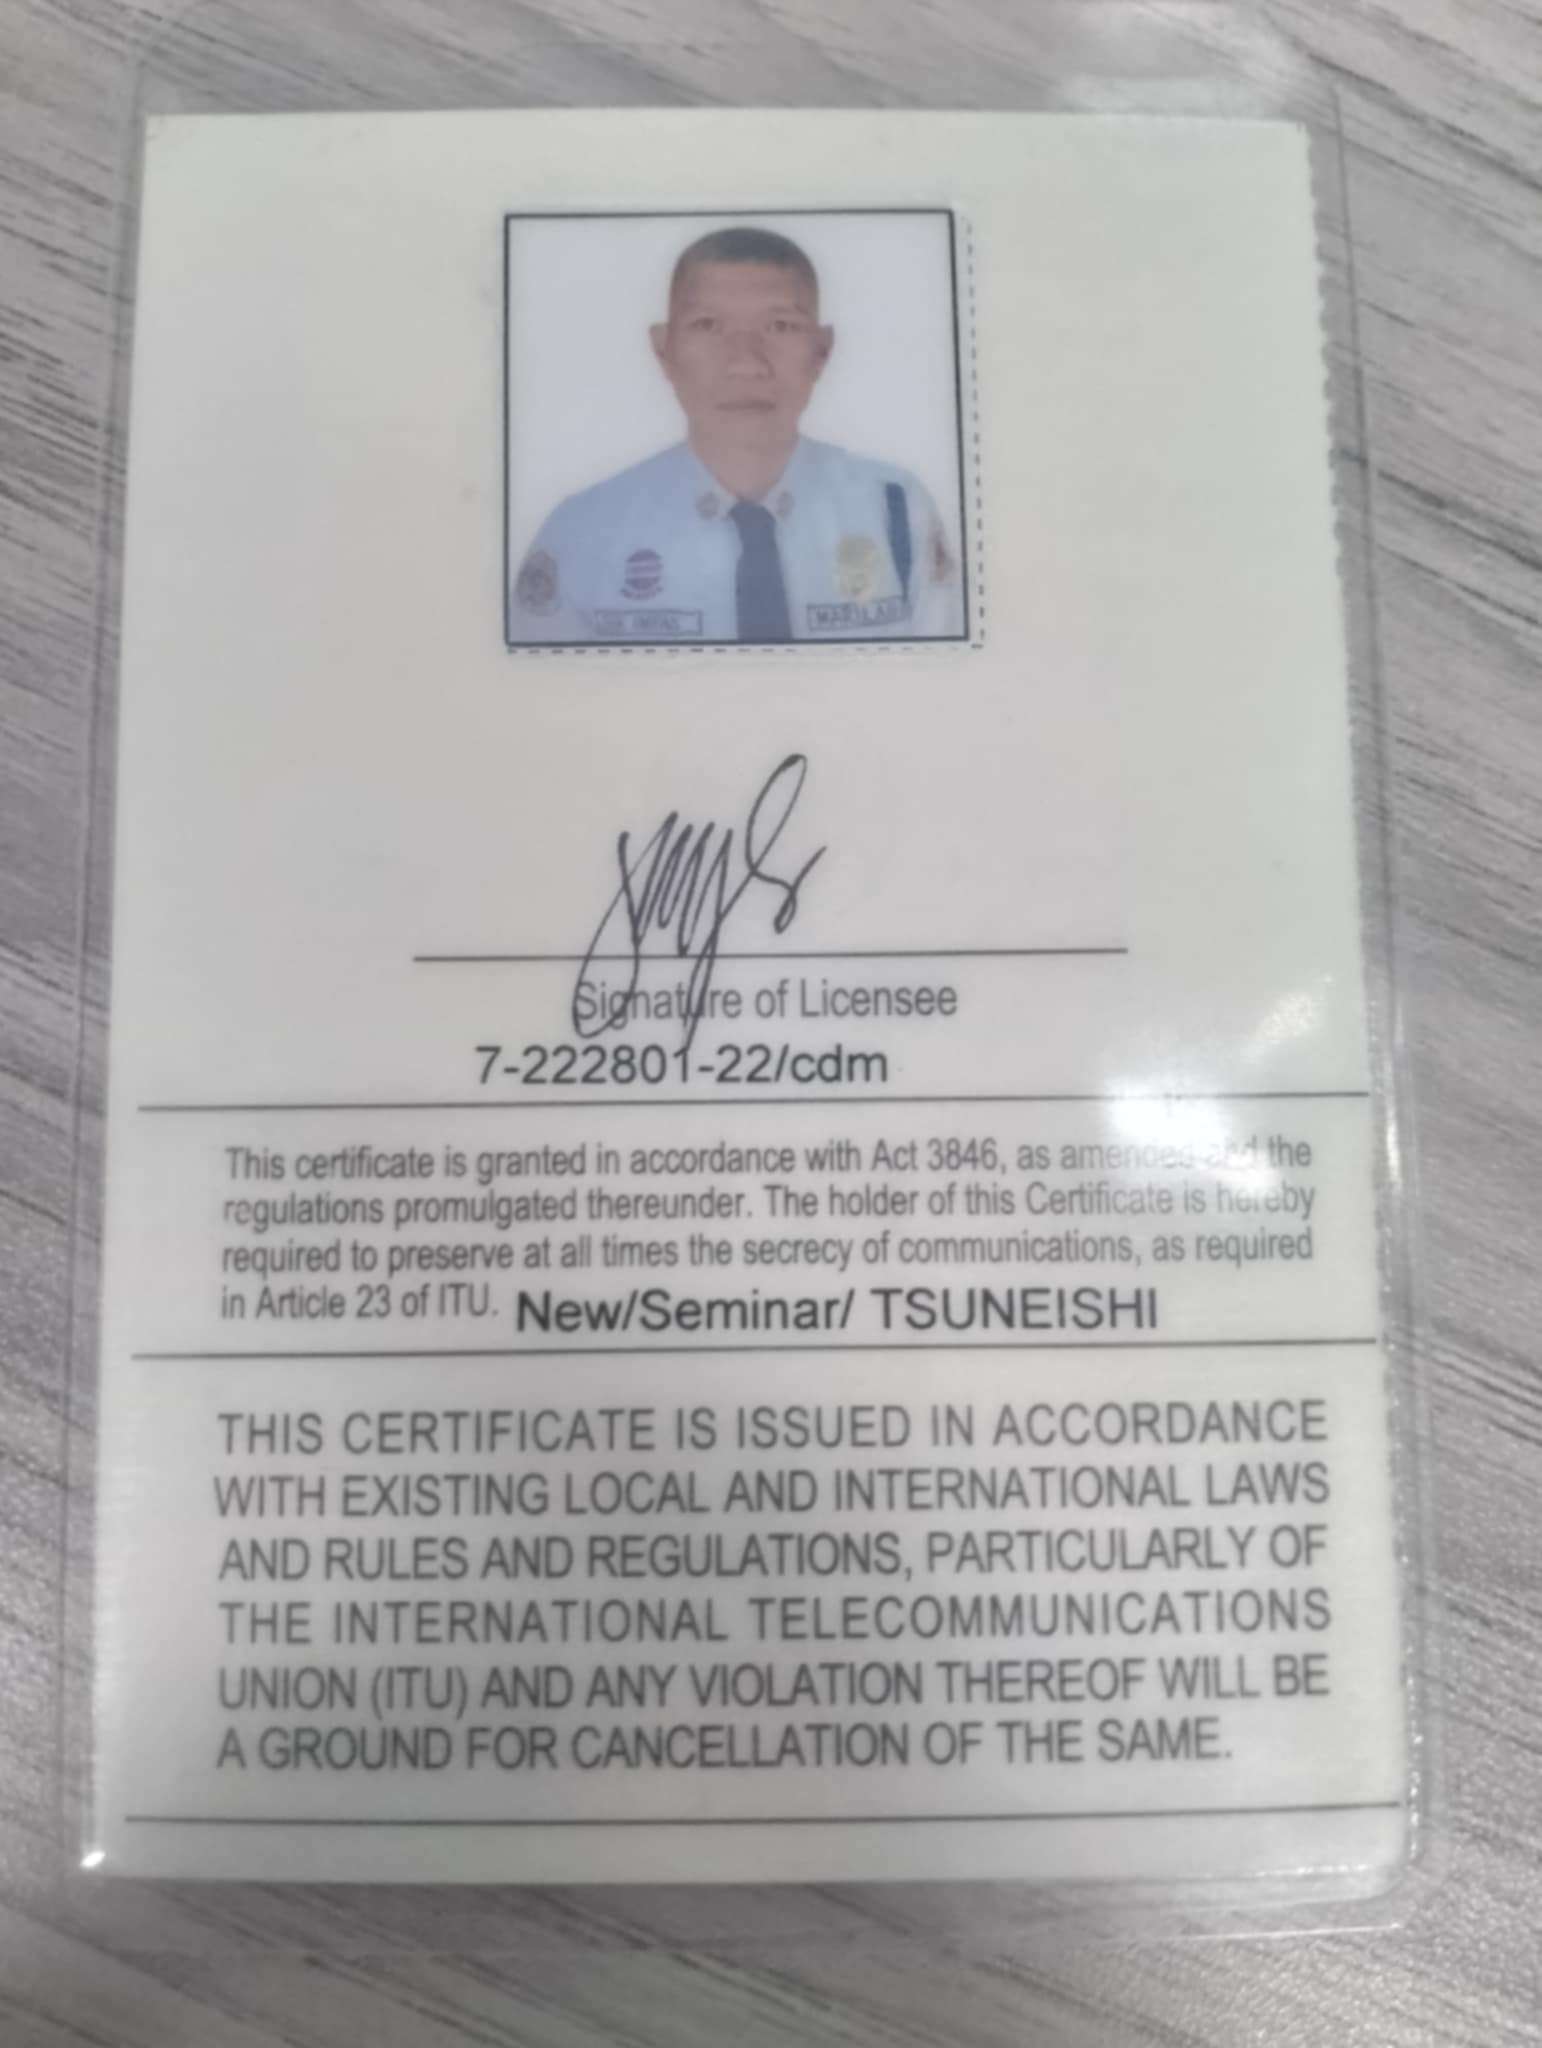 MARILAG
Signature of Licensee
7-222801-22/cdm
This certificate is granted in accordance with Act 3846, as amended and the
regulations promulgated thereunder. The holder of this Certificate is hereby
required to preserve at all times the secrecy of communications, as required
in Article 23 of ITU. New/Seminar/ TSUNEISHI
THIS CERTIFICATE IS ISSUED IN ACCORDANCE
WITH EXISTING LOCAL AND INTERNATIONAL LAWS
AND RULES AND REGULATIONS, PARTICULARLY OF
THE INTERNATIONAL TELECOMMUNICATIONS
UNION (ITU) AND ANY VIOLATION THEREOF WILL BE
A GROUND FOR CANCELLATION OF THE SAME.